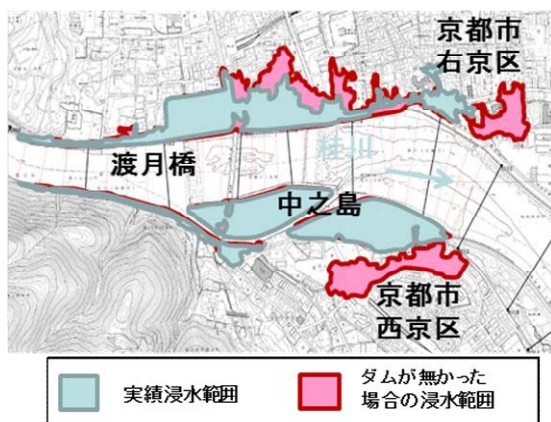 京都市
右京区
渡月橋
桂川
中之島
京都市
西京区
実績浸水範囲
ダムが無かった
場合の浸水範囲